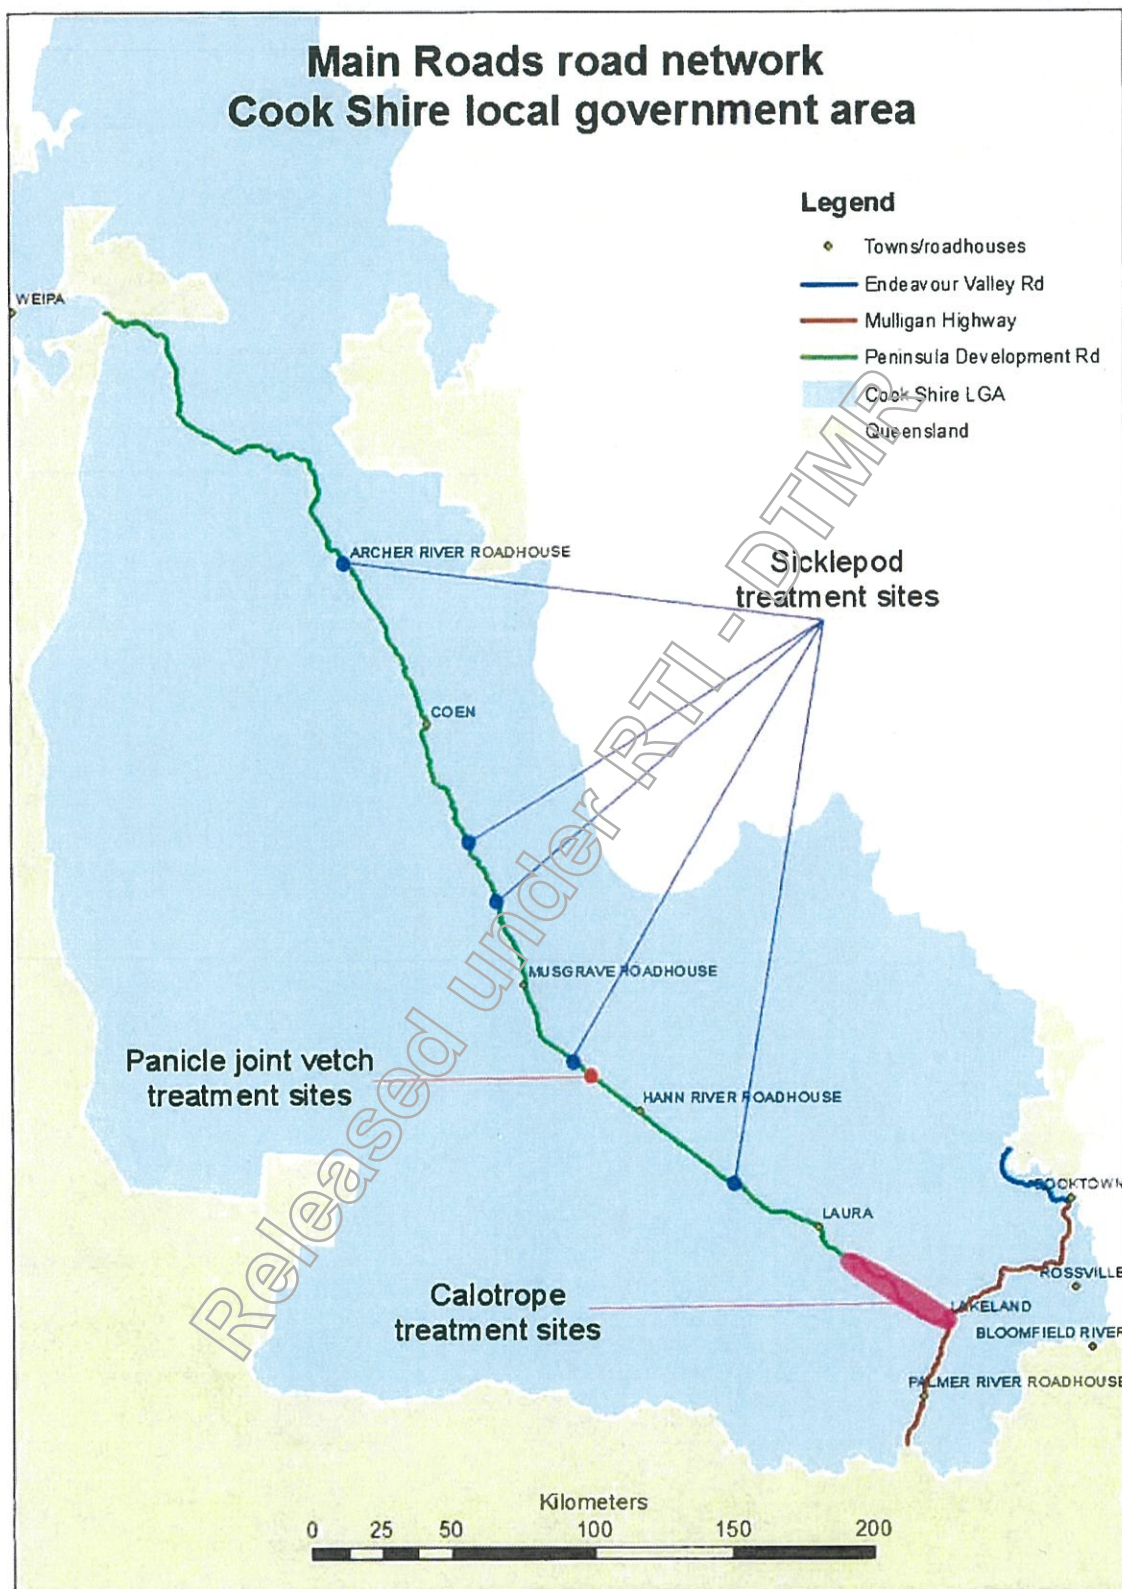 Main Roads road network
Cook Shire local government area
Legend
Towns/roadhouses
Endeavour Valley Rd
Mulligan Highway
Peninsula Development Rd
Cook Shire LGA
Queensland
WEIPA
ARCHER RIVER ROADHOUSE
Sicklepod
treatment sites
COEN
MUSGRAVE ROADHOUSE
Panicle joint vetch
treatment sites
HANN RIVER ROADHOUSE
COOKTOWN
LAURA
ROSSVILLE
Calotrope
treatment sites
LAKELAND
BLOOMFIELD RIVER
PALMER RIVER ROADHOUSE
Released under RTI - DTMR
Kilometers
0 25 50 100 150 200